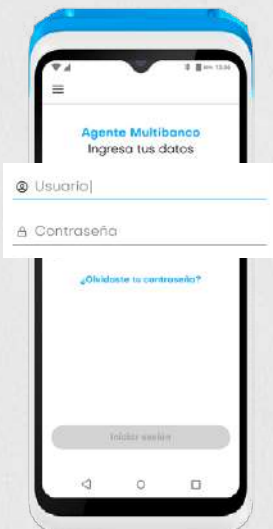 Agente Multibanco
Ingresa tus datos
Usuario
Contraseña
¿Olvidaste tu contraseña?
Iniciar sesión